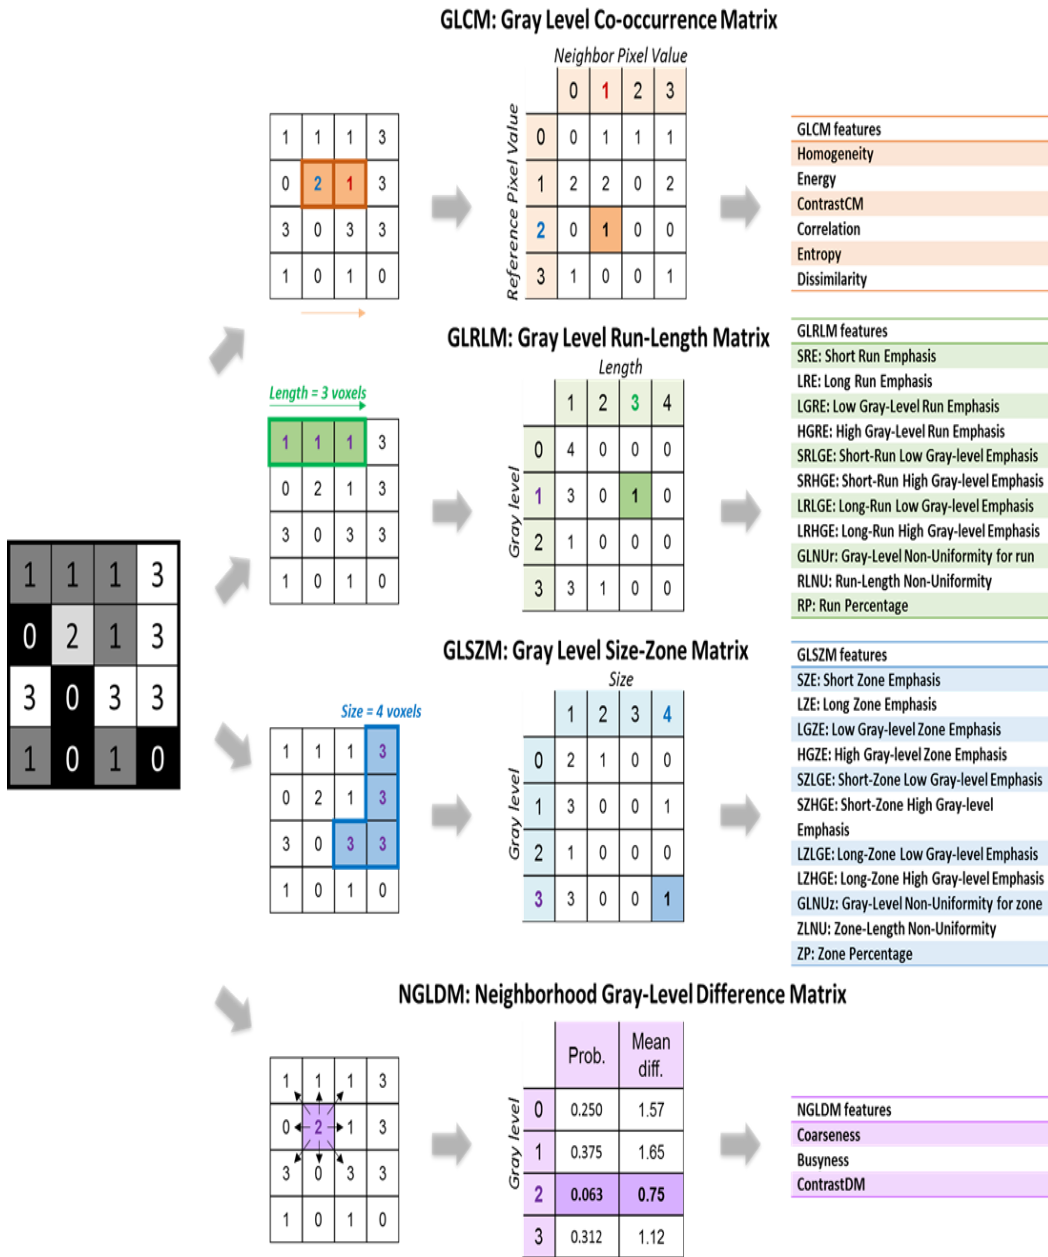 GLCM: Gray Level Co-occurrence Matrix
Neighbor Pixel Value
Reference Pixel Value
0 1 2 3
0 0 1 1 1
1 2 2 0 2
2 0 1 0 0
3 1 0 0 1
1 1 1 3
0 2 1 3
3 0 3 3
1 0 1 0
GLCM features
Homogeneity
Energy
ContrastCM
Correlation
Entropy
Dissimilarity
GLRLM: Gray Level Run-Length Matrix
Length = 3 voxels
1 1 1 3
0 2 1 3
3 0 3 3
1 0 1 0
Length
Gray level
1 2 3 4
0 4 0 0 0
1 3 0 1 0
2 1 0 0 0
3 3 1 0 0
GLRLM features
SRE: Short Run Emphasis
LRE: Long Run Emphasis
LGRE: Low Gray-Level Run Emphasis
HGRE: High Gray-Level Run Emphasis
SRLGE: Short-Run Low Gray-level Emphasis
SRHGE: Short-Run High Gray-level Emphasis
LRLGE: Long-Run Low Gray-level Emphasis
LRHGE: Long-Run High Gray-level Emphasis
GLNUr: Gray-Level Non-Uniformity for run
RLNU: Run-Length Non-Uniformity
RP: Run Percentage
1 1 1 3
0 2 1 3
3 0 3 3
1 0 1 0
GLSZM: Gray Level Size-Zone Matrix
Size = 4 voxels
1 1 1 3
0 2 1 3
3 0 3 3
1 0 1 0
Size
Gray level
1 2 3 4
0 2 1 0 0
1 3 0 0 1
2 1 0 0 0
3 3 0 0 1
GLSZM features
SZE: Short Zone Emphasis
LZE: Long Zone Emphasis
LGZE: Low Gray-level Zone Emphasis
HGZE: High Gray-level Zone Emphasis
SZLGE: Short-Zone Low Gray-level Emphasis
SZHGE: Short-Zone High Gray-level
Emphasis
LZLGE: Long-Zone Low Gray-level Emphasis
LZHGE: Long-Zone High Gray-level Emphasis
GLNUz: Gray-Level Non-Uniformity for zone
ZLNU: Zone-Length Non-Uniformity
ZP: Zone Percentage
NGLDM: Neighborhood Gray-Level Difference Matrix
1 1 1 3
0 2 1 3
3 0 3 3
1 0 1 0
Gray level
Prob. Mean
diff.
0 0.250 1.57
1 0.375 1.65
2 0.063 0.75
3 0.312 1.12
NGLDM features
Coarseness
Busyness
ContrastDM